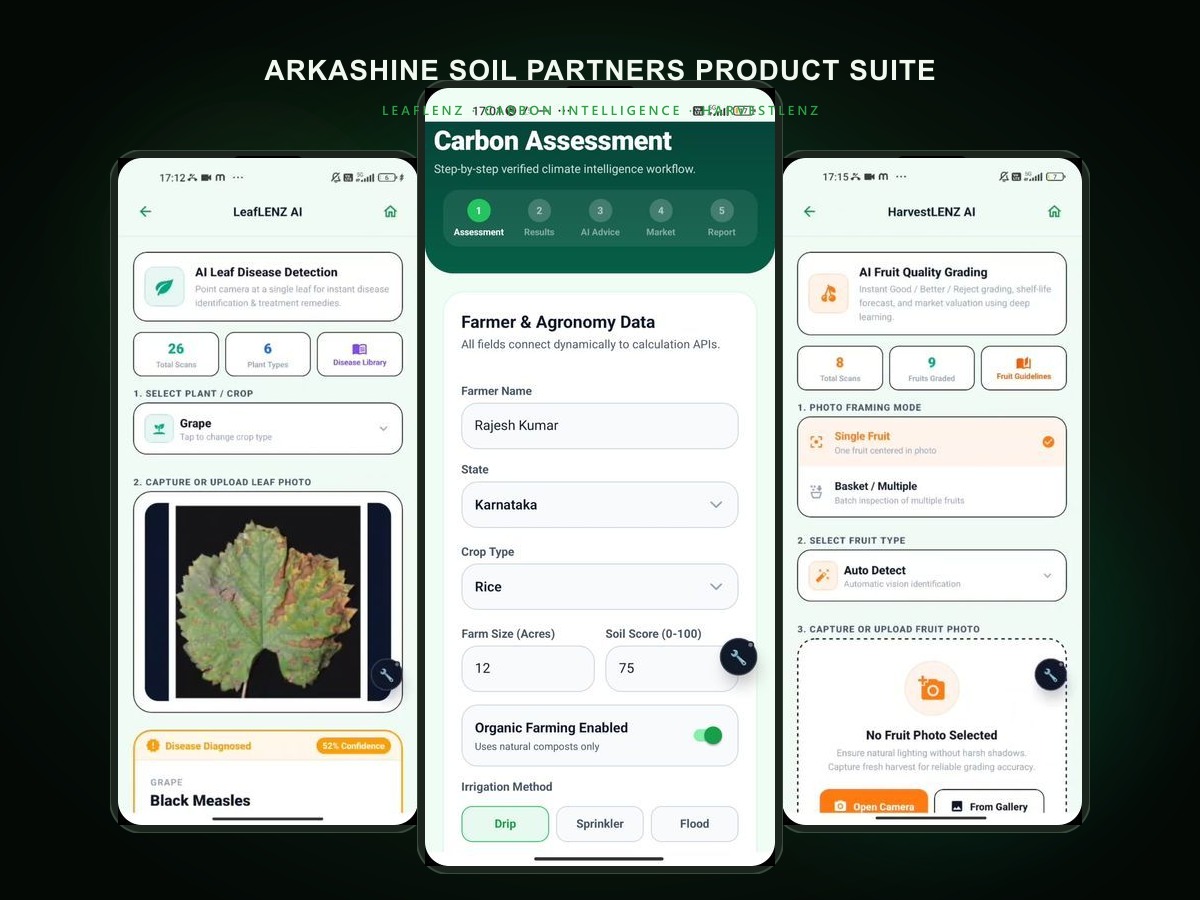 ARKASHINE SOIL PARTNERS PRODUCT SUITE
LEAFLENZ · CARBON INTELLIGENCE · HARVESTLENZ
17:12
6
LeafLENZ AI
AI Leaf Disease Detection
Point camera at a single leaf for instant disease
identification & treatment remedies.
26
Total Scans
6
Plant Types
Disease Library
1. SELECT PLANT / CROP
Grape
Tap to change crop type
2. CAPTURE OR UPLOAD LEAF PHOTO
Disease Diagnosed
52% Confidence
GRAPE
Black Measles
Carbon Assessment
Step-by-step verified climate intelligence workflow.
1
2
3
4
5
Assessment
Results
AI Advice
Market
Report
Farmer & Agronomy Data
All fields connect dynamically to calculation APIs.
Farmer Name
Rajesh Kumar
State
Karnataka
Crop Type
Rice
Farm Size (Acres)
Soil Score (0-100)
12
75
Organic Farming Enabled
Uses natural composts only
Irrigation Method
Drip
Sprinkler
Flood
17:15
7
HarvestLENZ AI
AI Fruit Quality Grading
Instant Good / Better / Reject grading, shelf-life
forecast, and market valuation using deep
learning.
8
Total Scans
9
Fruits Graded
Fruit Guidelines
1. PHOTO FRAMING MODE
Single Fruit
One fruit centered in photo
Basket / Multiple
Batch inspection of multiple fruits
2. SELECT FRUIT TYPE
Auto Detect
Automatic vision identification
3. CAPTURE OR UPLOAD FRUIT PHOTO
No Fruit Photo Selected
Ensure natural lighting without harsh shadows.
Capture fresh harvest for reliable grading accuracy.
Open Camera
From Gallery